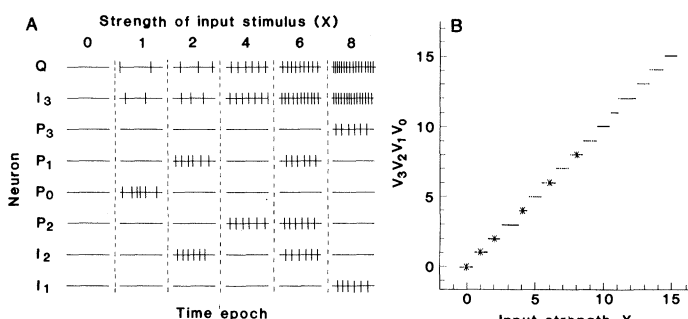 A
Strength of input stimulus (X)
0 1 2 4 6 8
Q
I3
P3
P1
P0
P2
I2
I1
Neuron
Time epoch
B
15
10
5
0
V3V2V1V0
0 5 10 15
Input strength X